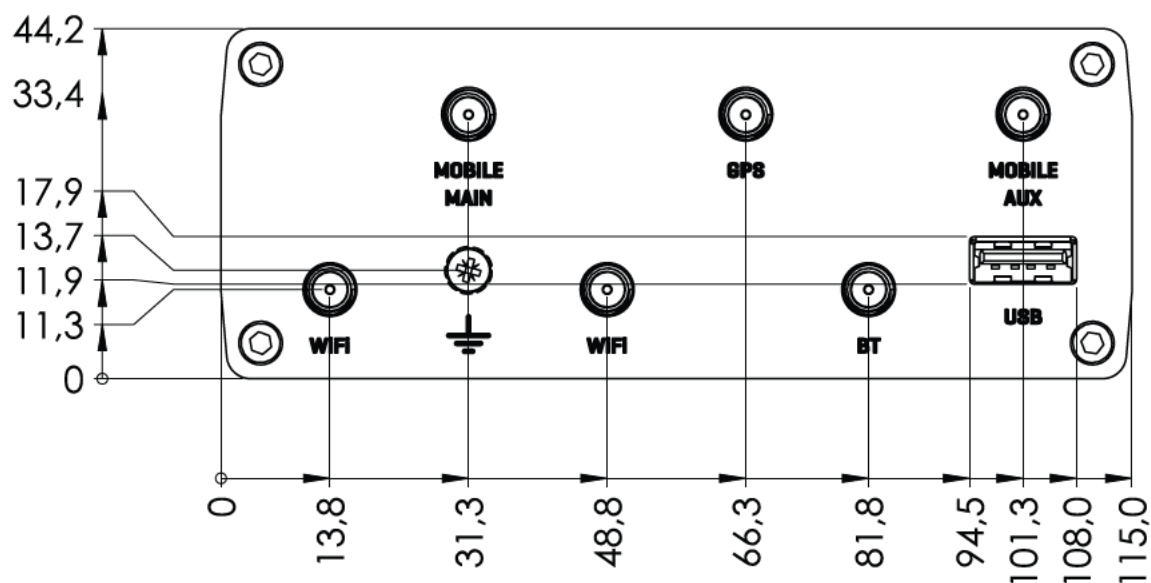 44,2
33,4
MOBILE
MAIN
GPS
MOBILE
AUX
17,9
13,7
11,9
11,3
USB
WiFi
WiFi
BT
0
0
13,8
31,3
48,8
66,3
81,8
94,5
101,3
108,0
115,0